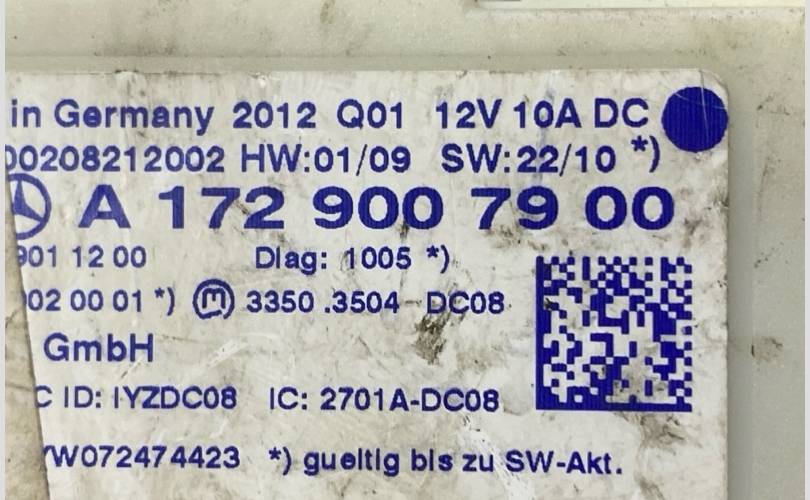 in Germany 2012 Q01 12V 10A DC
00208212002 HW:01/09 SW:22/10 *)
A 172 900 79 00
901 12 00 Diag: 1005 *)
02 00 01 *) 3350 .3504 DC08
GmbH
C ID: IYZDC08 IC: 2701A-DC08
W072474423 *) gueltig bis zu SW-Akt.